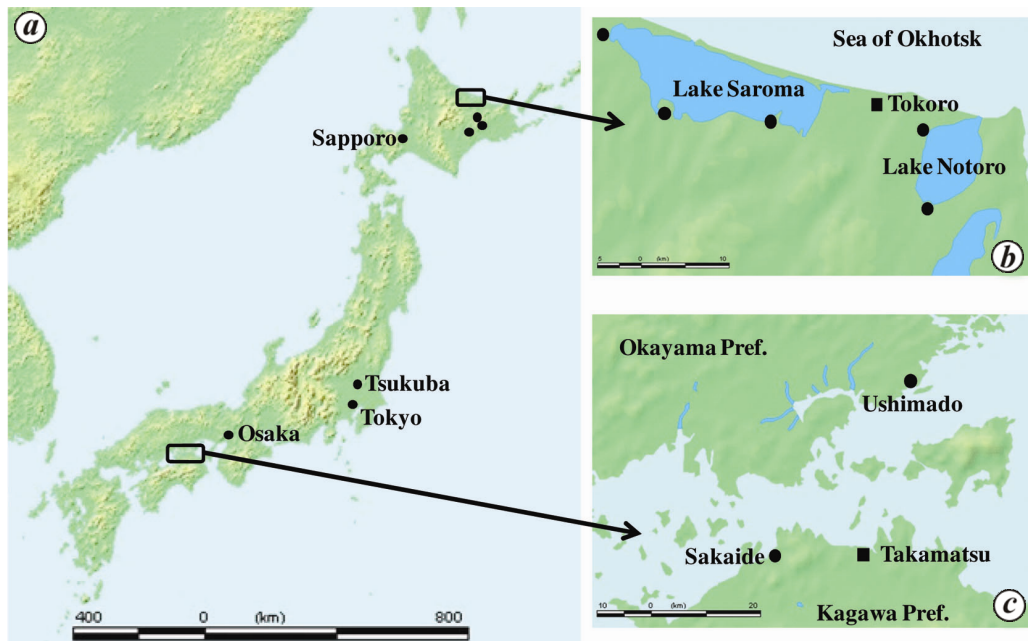 a
Sapporo
Tsukuba
Tokyo
Osaka
400 0 (km) 800
Sea of Okhotsk
Lake Saroma
Tokoro
Lake Notoro
5 0 (km) 10
b
Okayama Pref.
Ushimado
Sakaide
Takamatsu
10 0 (km) 20
Kagawa Pref.
c